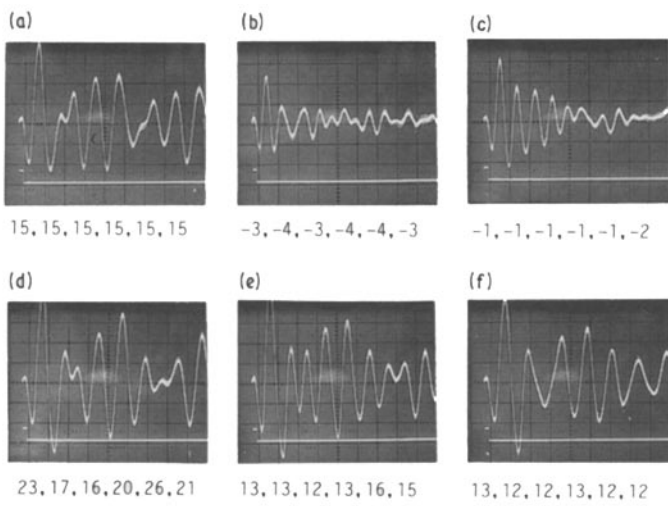 (a)
(b)
(c)
15,15,15,15,15,15
-3,-4,-3,-4,-4,-3
-1,-1,-1,-1,-1,-2
(d)
(e)
(f)
23,17,16,20,26,21
13,13,12,13,16,15
13,12,12,13,12,12